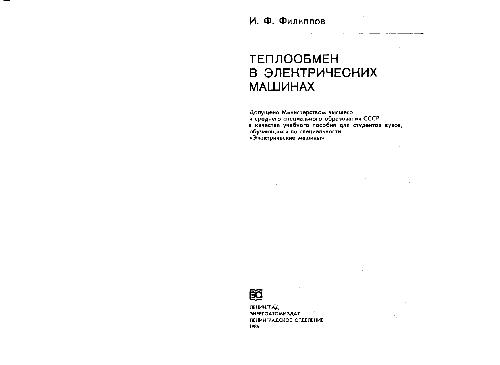 И. Ф. Филиппов
ТЕПЛООБМЕН
В ЭЛЕКТРИЧЕСКИХ
МАШИНАХ
Допущено Министерством высшего
и среднего специального образования СССР
в качестве учебного пособия для студентов вузов,
обучающихся по специальности
«Электрические машины»
ЛЕНИНГРАД
ЭНЕРГОАТОМИЗДАТ
ЛЕНИНГРАДСКОЕ ОТДЕЛЕНИЕ
1986